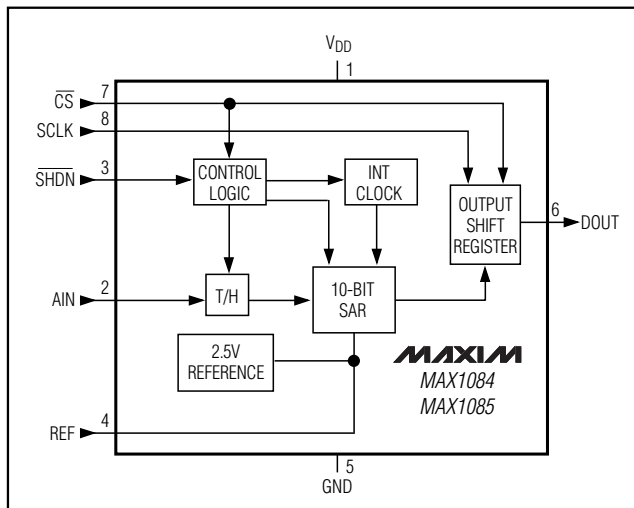 VDD
1
7
CS
8
SCLK
3
SHDN
CONTROL
LOGIC
INT
CLOCK
OUTPUT
SHIFT
REGISTER
6
DOUT
2
AIN
T/H
10-BIT
SAR
2.5V
REFERENCE
MAXIM
MAX1084
MAX1085
4
REF
5
GND